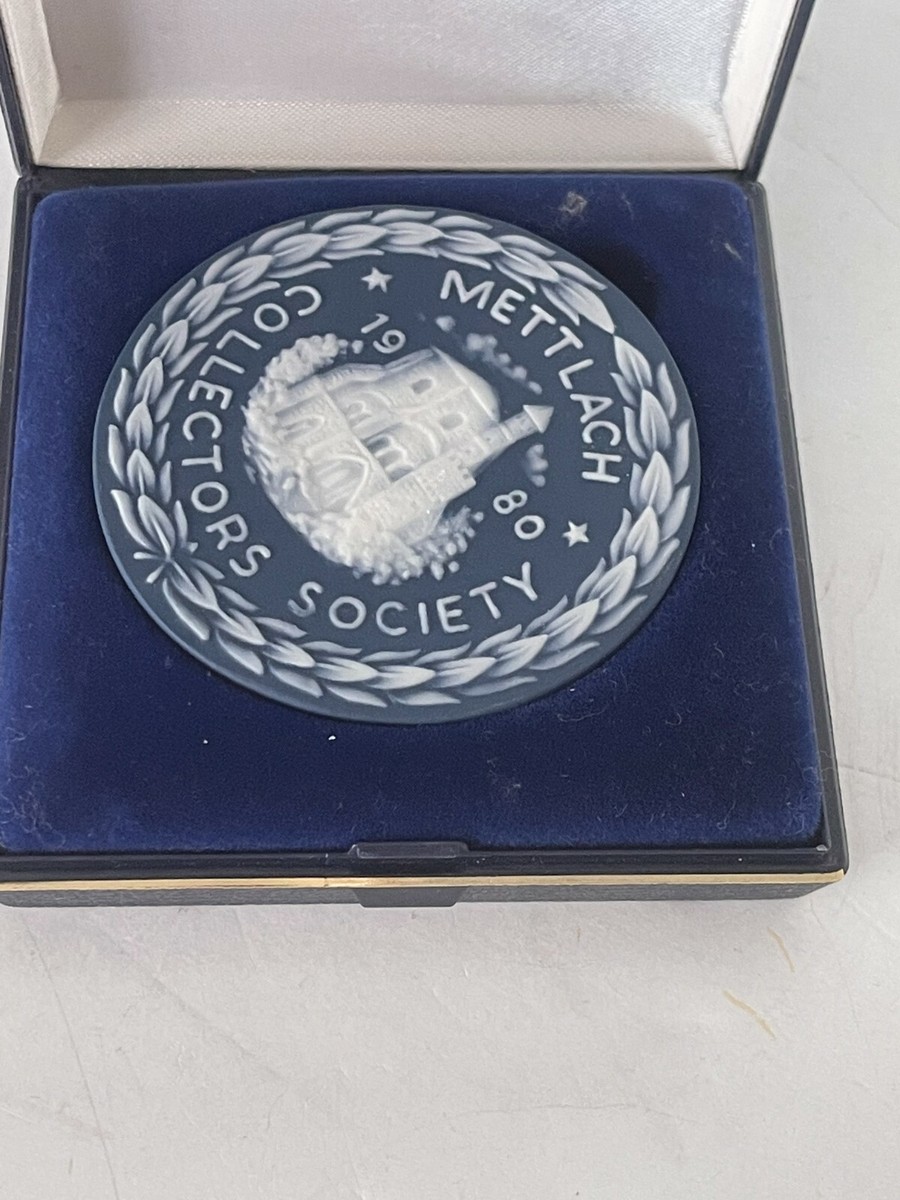 METTLACH
COLLECTORS SOCIETY
19 80